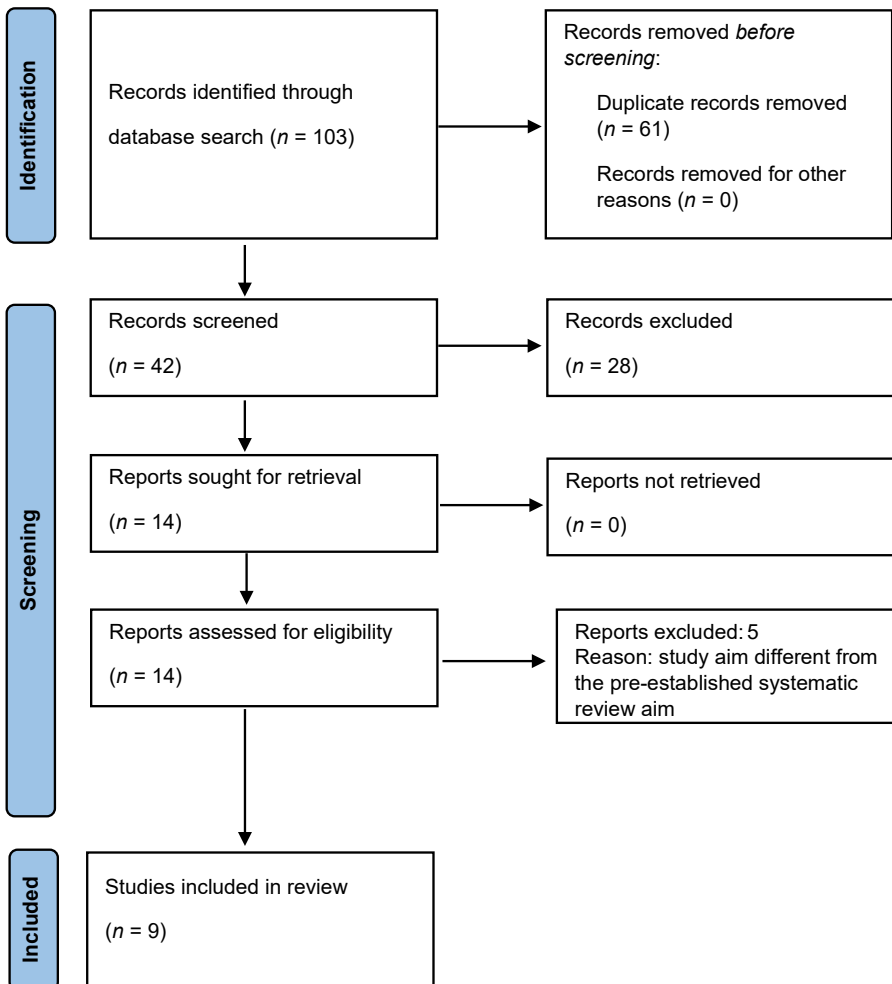 Identification
Records identified through
database search (n = 103)
Records removed before
screening:
Duplicate records removed
(n = 61)
Records removed for other
reasons (n = 0)
Screening
Records screened
(n = 42)
Records excluded
(n = 28)
Reports sought for retrieval
(n = 14)
Reports not retrieved
(n = 0)
Reports assessed for eligibility
(n = 14)
Reports excluded: 5
Reason: study aim different from
the pre-established systematic
review aim
Included
Studies included in review
(n = 9)